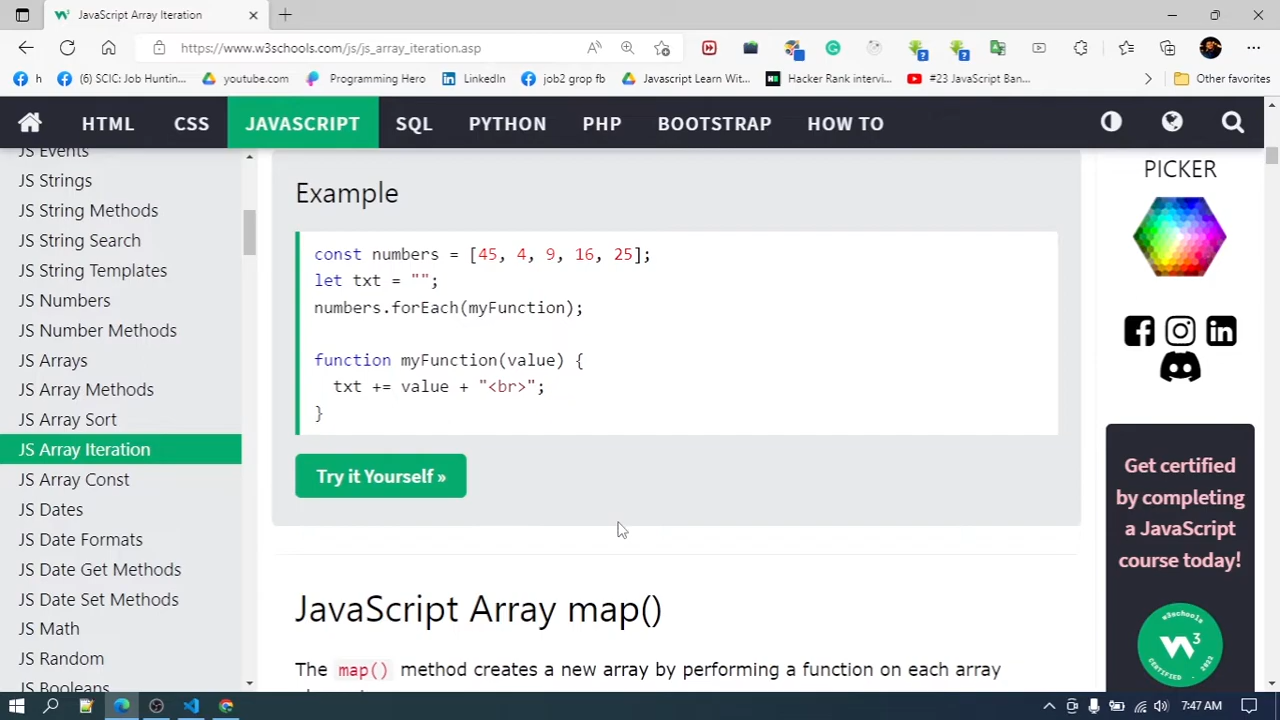 JavaScript Array Iteration
https://www.w3schools.com/js/js_array_iteration.asp
h
(6) SCIC: Job Huntin...
youtube.com
Programming Hero
LinkedIn
job2 grop fb
Javascript Learn Wit...
Hacker Rank intervi...
#23 JavaScript Ban...
Other favorites
HTML
CSS
JAVASCRIPT
SQL
PYTHON
PHP
BOOTSTRAP
HOW TO
JS Events
JS Strings
JS String Methods
JS String Search
JS String Templates
JS Numbers
JS Number Methods
JS Arrays
JS Array Methods
JS Array Sort
JS Array Iteration
JS Array Const
JS Dates
JS Date Formats
JS Date Get Methods
JS Date Set Methods
JS Math
JS Random
JS Booleans
Example
const numbers = [45, 4, 9, 16, 25];
let txt = "";
numbers.forEach(myFunction);
function myFunction(value) {
txt += value + "<br>";
}
Try it Yourself »
JavaScript Array map()
The map() method creates a new array by performing a function on each array
PICKER
Get certified
by completing
a JavaScript
course today!
w3schools
W3
CERTIFIED . 2022
7:47 AM